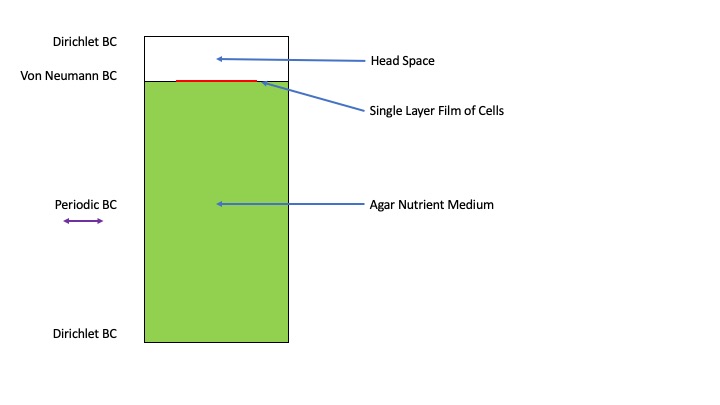 Dirichlet BC
Head Space
Von Neumann BC
Single Layer Film of Cells
Periodic BC
Agar Nutrient Medium
Dirichlet BC